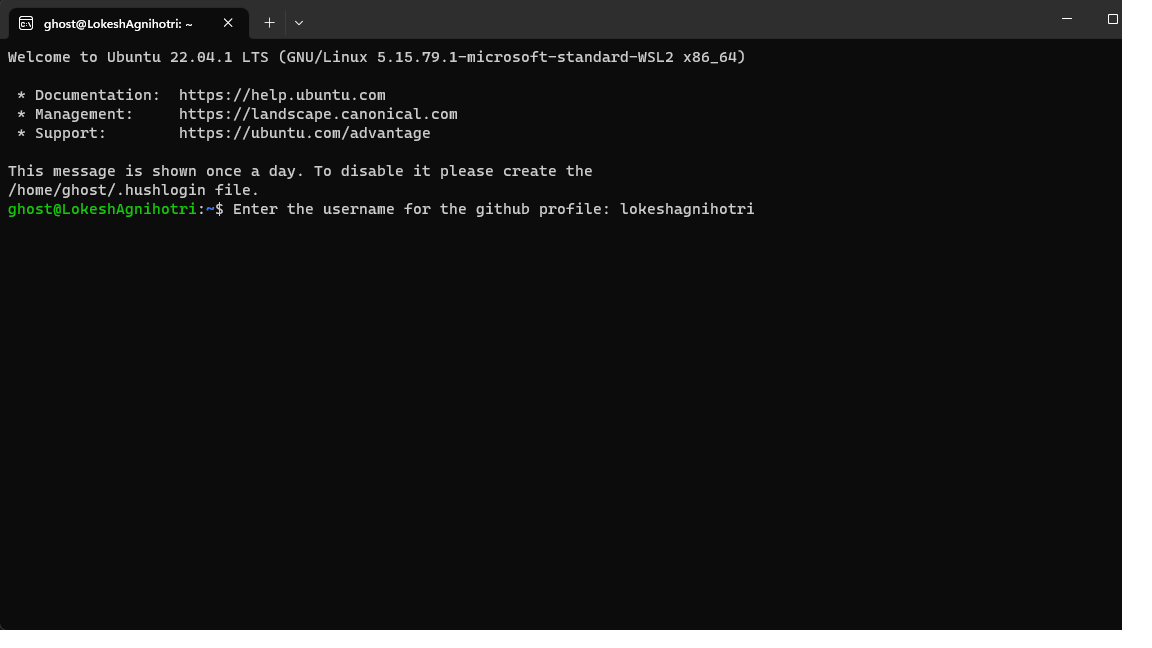 ghost@LokeshAgnihotri: ~
Welcome to Ubuntu 22.04.1 LTS (GNU/Linux 5.15.79.1-microsoft-standard-WSL2 x86_64)
* Documentation:  https://help.ubuntu.com
* Management:     https://landscape.canonical.com
* Support:        https://ubuntu.com/advantage
This message is shown once a day. To disable it please create the
/home/ghost/.hushlogin file.
ghost@LokeshAgnihotri:~$ Enter the username for the github profile: lokeshagnihotri